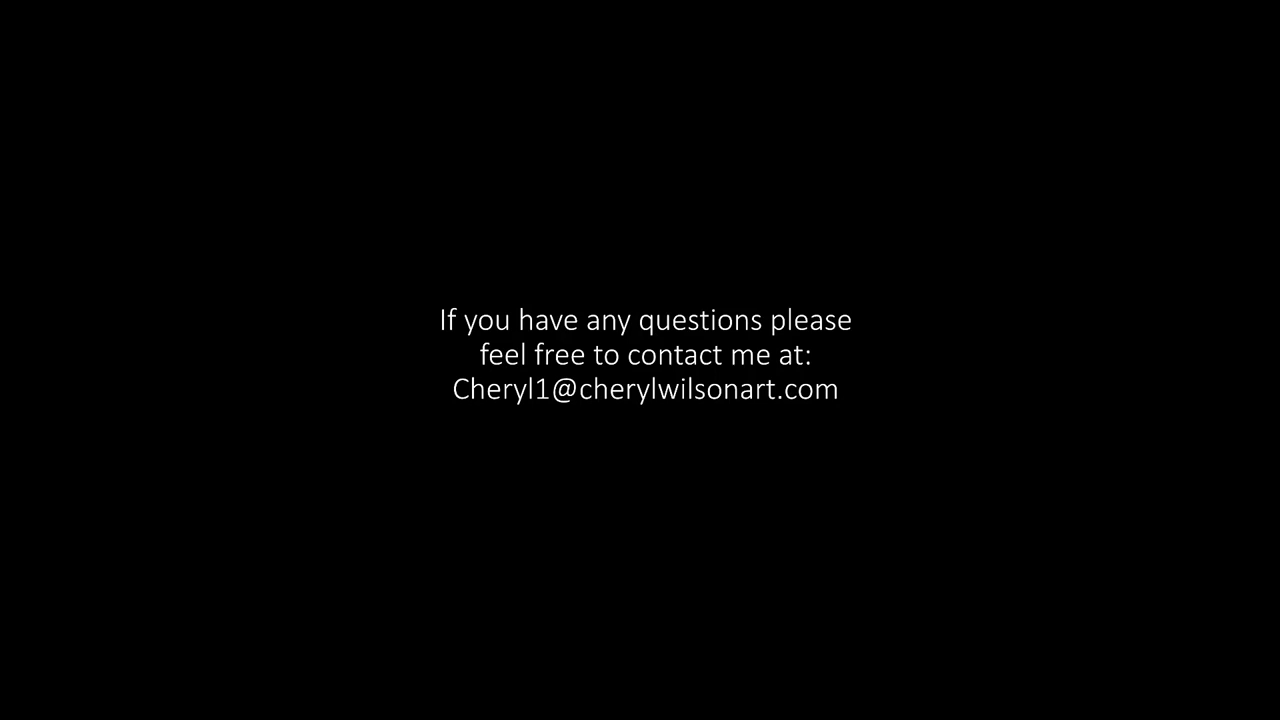 If you have any questions please
feel free to contact me at:
Cheryl1@cherylwilsonart.com